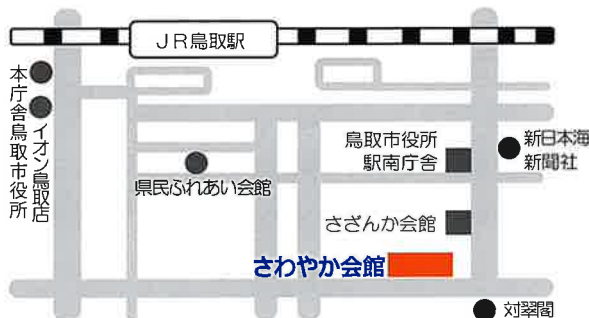 JR鳥取駅
本庁舎鳥取市役所
イオン鳥取店
鳥取市役所
駅南庁舎
新日本海
新聞社
県民ふれあい会館
さざんか会館
さわやか会館
対翠閣